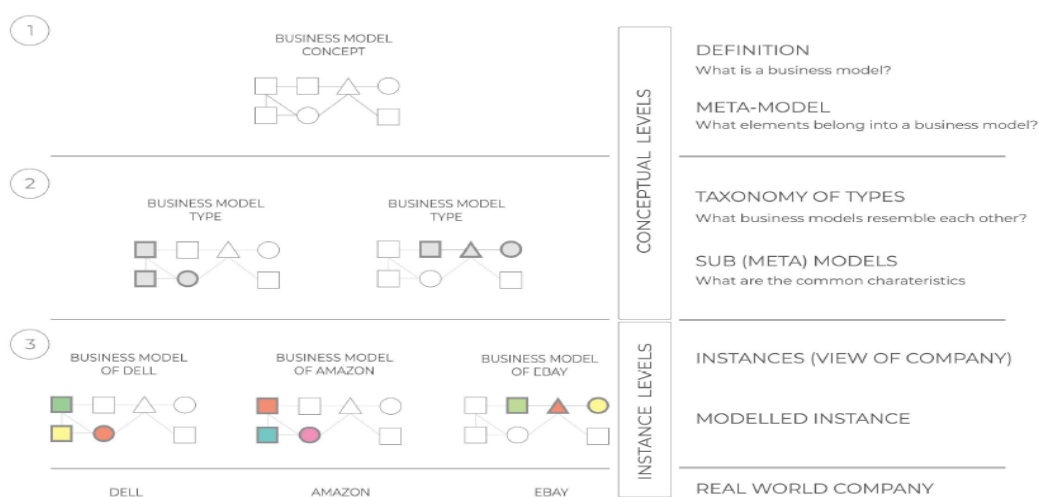 1
BUSINESS MODEL
CONCEPT
DEFINITION
What is a business model?
META-MODEL
What elements belong into a business model?
CONCEPTUAL LEVELS
2
BUSINESS MODEL
TYPE
BUSINESS MODEL
TYPE
TAXONOMY OF TYPES
What business models resemble each other?
SUB (META) MODELS
What are the common charateristics
3
BUSINESS MODEL
OF DELL
BUSINESS MODEL
OF AMAZON
BUSINESS MODEL
OF EBAY
INSTANCE LEVELS
INSTANCES (VIEW OF COMPANY)
MODELLED INSTANCE
DELL
AMAZON
EBAY
REAL WORLD COMPANY